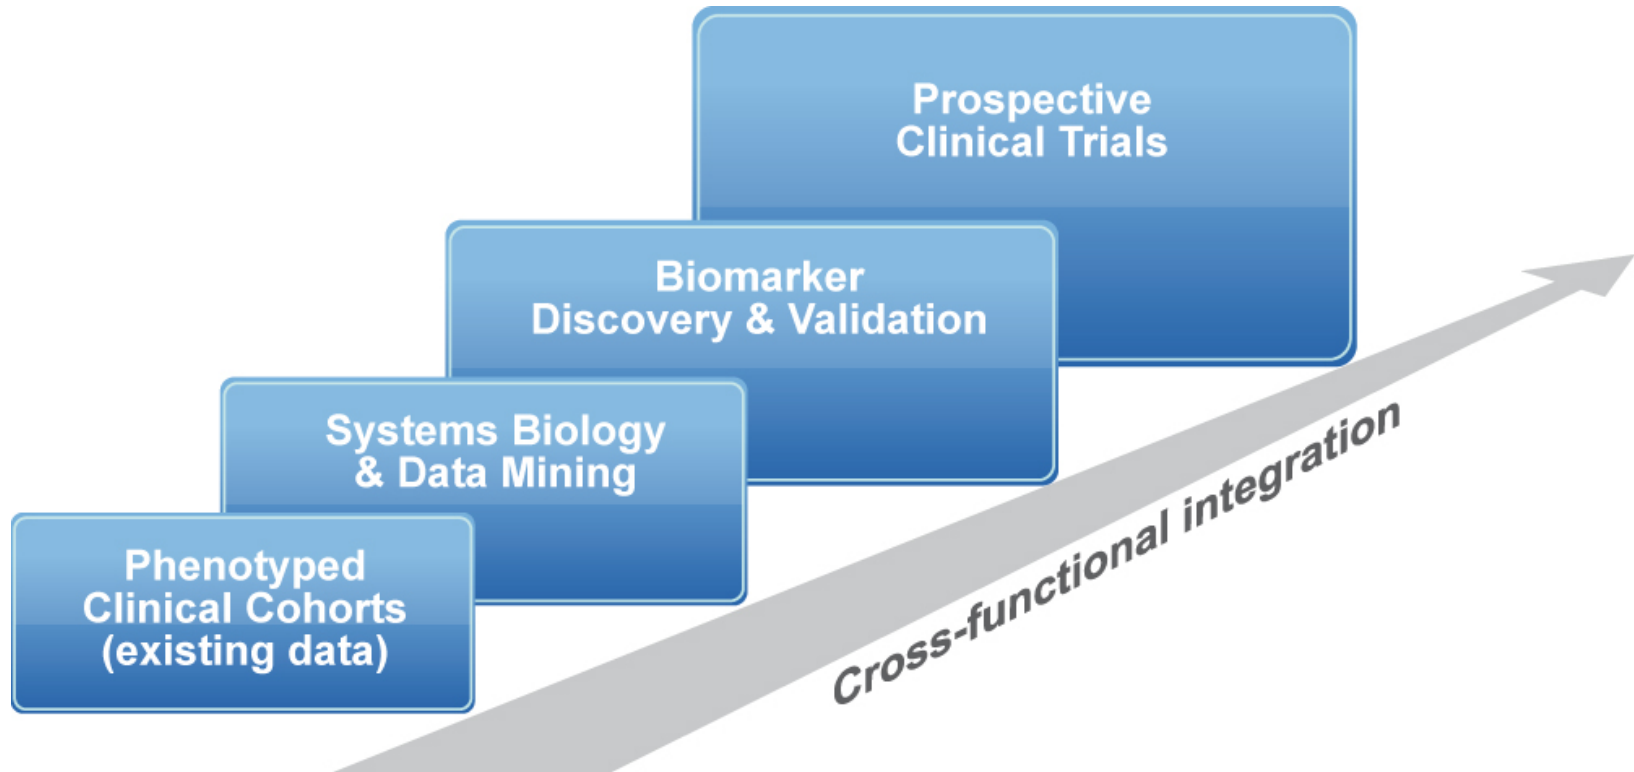 Prospective
Clinical Trials
Biomarker
Discovery & Validation
Systems Biology
& Data Mining
Phenotyped
Clinical Cohorts
(existing data)
Cross-functional integration